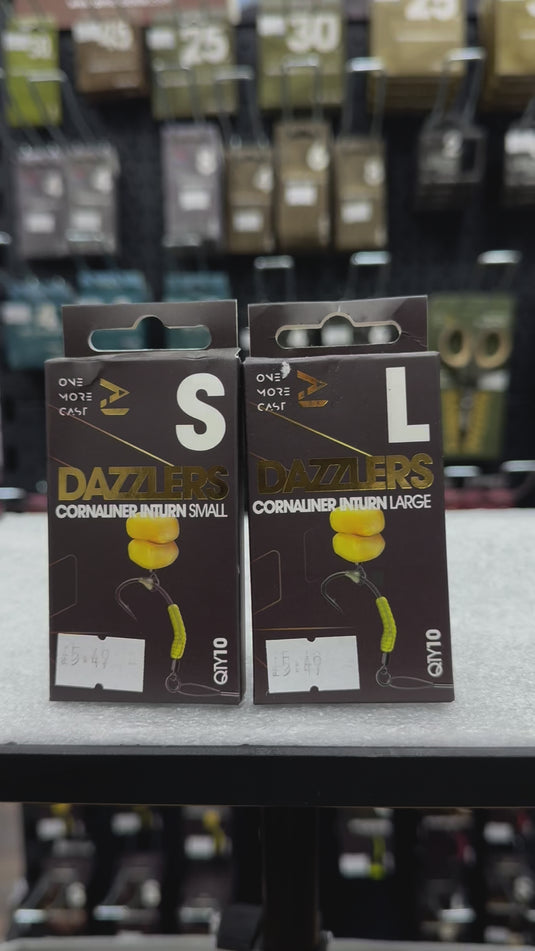 25
30
25
ONE
MORE
CAST
S
DAZZLERS
CORNALINER INTURN SMALL
£5.49
QTY10
ONE
MORE
CAST
L
DAZZLERS
CORNALINER INTURN LARGE
£5.49
QTY10